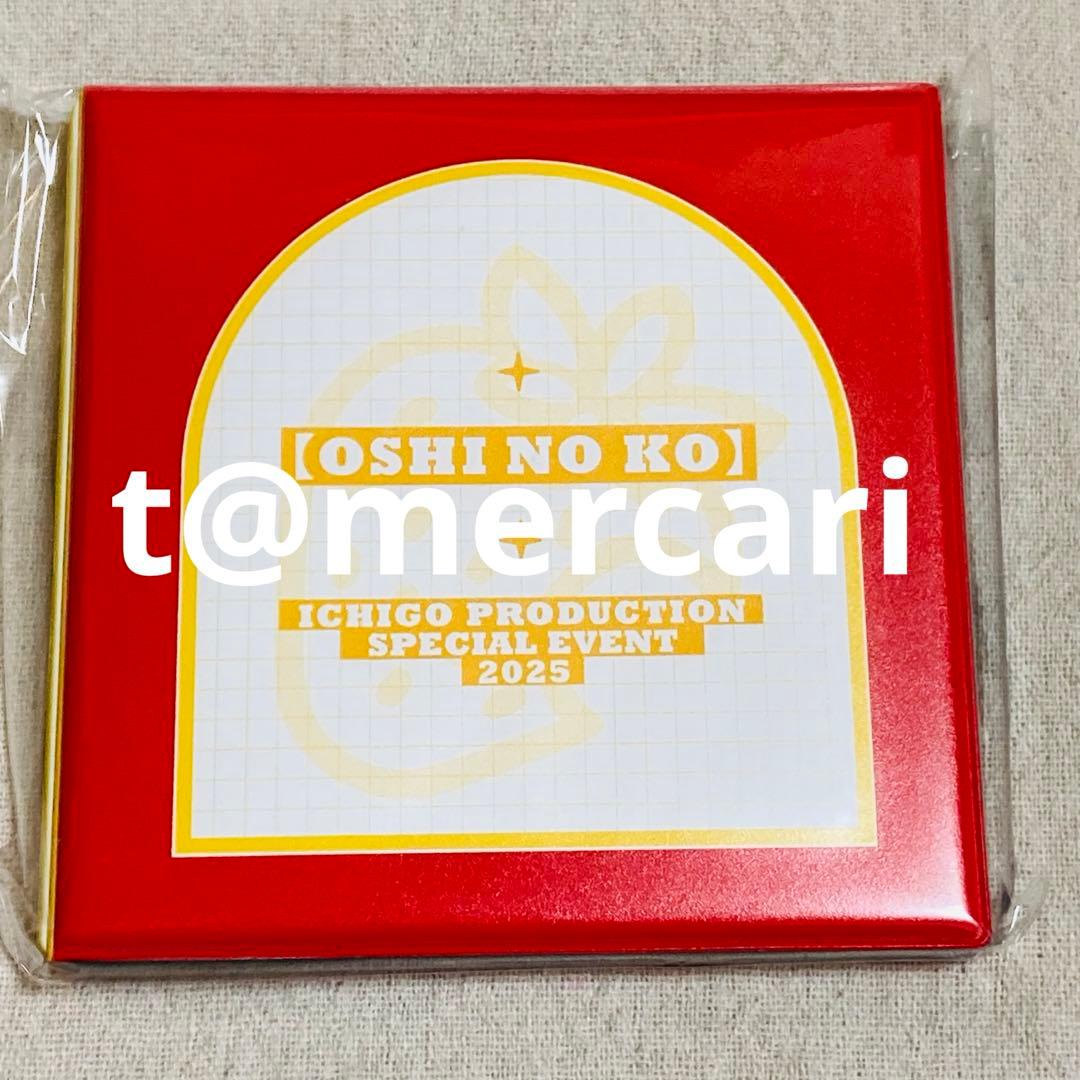 【OSHI NO KO】
t@mercari
ICHIGO PRODUCTION
SPECIAL EVENT
2025